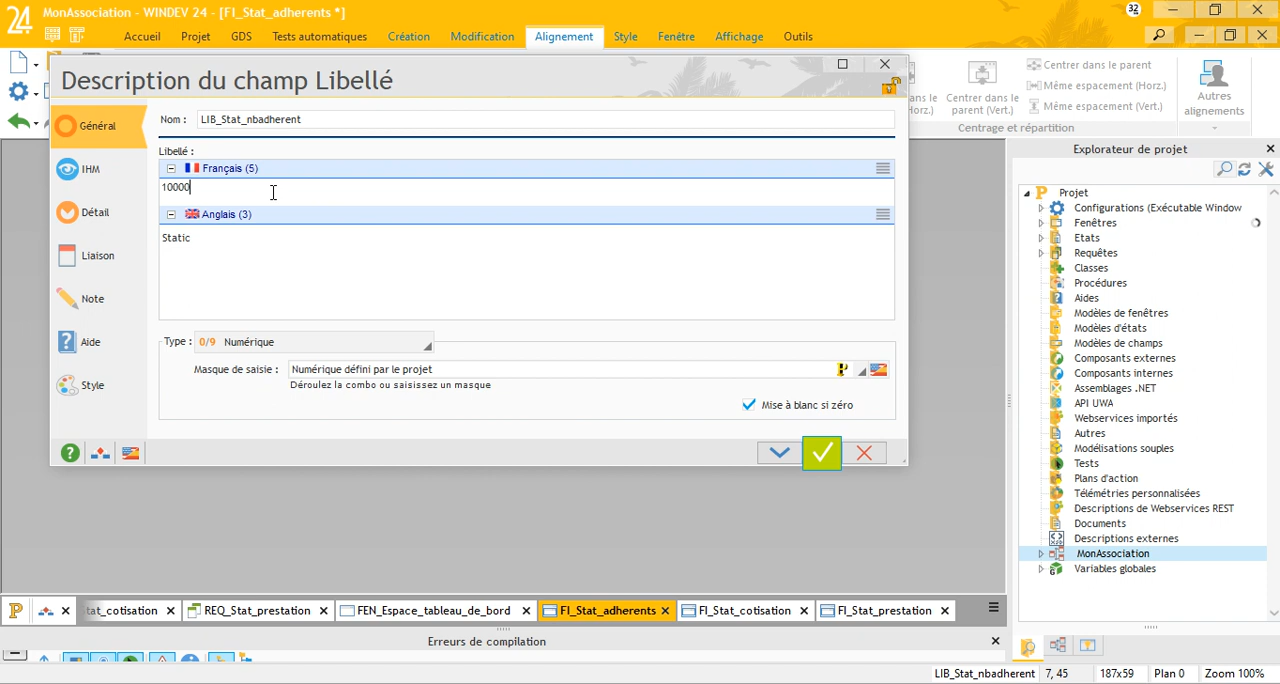 24 MonAssociation - WINDEV 24 - [FI_Stat_adherents *] 32
Accueil Projet GDS Tests automatiques Création Modification Alignement Style Fenêtre Affichage Outils
Description du champ Libellé
Général
IHM
Détail
Liaison
Note
Aide
Style
Nom : LIB_Stat_nbadherent
Libellé :
Français (5)
10000
Anglais (3)
Static
Type : 0/9 Numérique
Masque de saisie : Numérique défini par le projet
Déroulez la combo ou saisissez un masque
Mise à blanc si zéro
Centrer dans le
parent (Vert.)
Centrer dans le parent
Même espacement (Horz.)
Même espacement (Vert.)
Autres
alignements
Centrage et répartition
Explorateur de projet
Projet
Configurations (Exécutable Window
Fenêtres
Etats
Requêtes
Classes
Procédures
Aides
Modèles de fenêtres
Modèles d'états
Modèles de champs
Composants externes
Composants internes
Assemblages .NET
API UWA
Webservices importés
Autres
Modélisations souples
Tests
Plans d'action
Télémétries personnalisées
Descriptions de Webservices REST
Documents
Descriptions externes
MonAssociation
Variables globales
tat_cotisation REQ_Stat_prestation FEN_Espace_tableau_de_bord FI_Stat_adherents FI_Stat_cotisation FI_Stat_prestation
Erreurs de compilation
LIB_Stat_nbadherent 7, 45 187x59 Plan 0 Zoom 100%